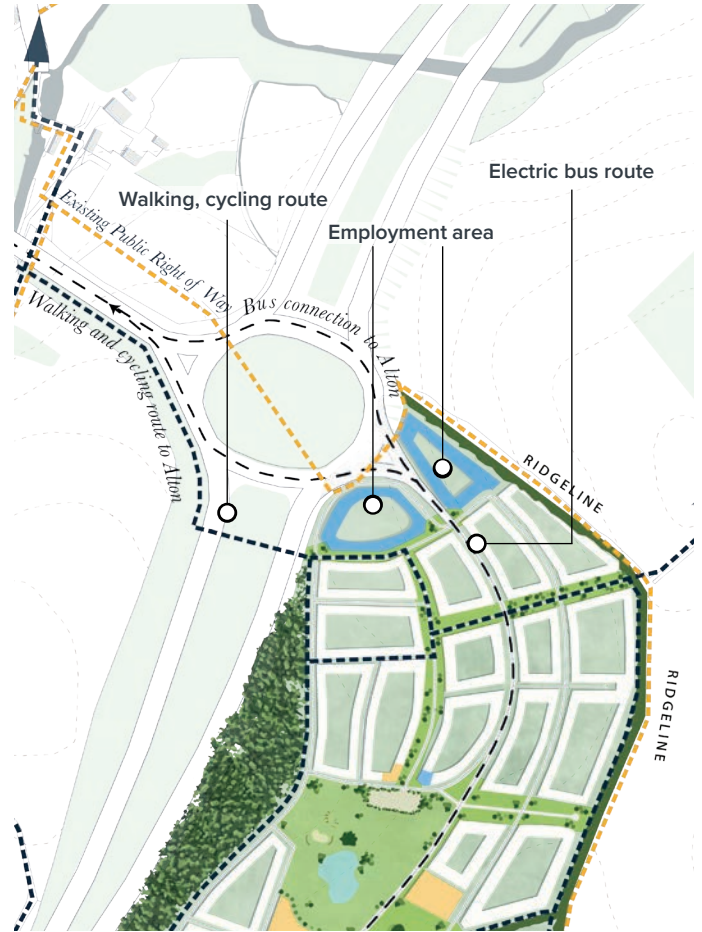 Electric bus route
Walking, cycling route
Employment area
Existing Public Right of Way
Bus connection to Alton
Walking and cycling route to Alton
RIDGELINE
RIDGELINE